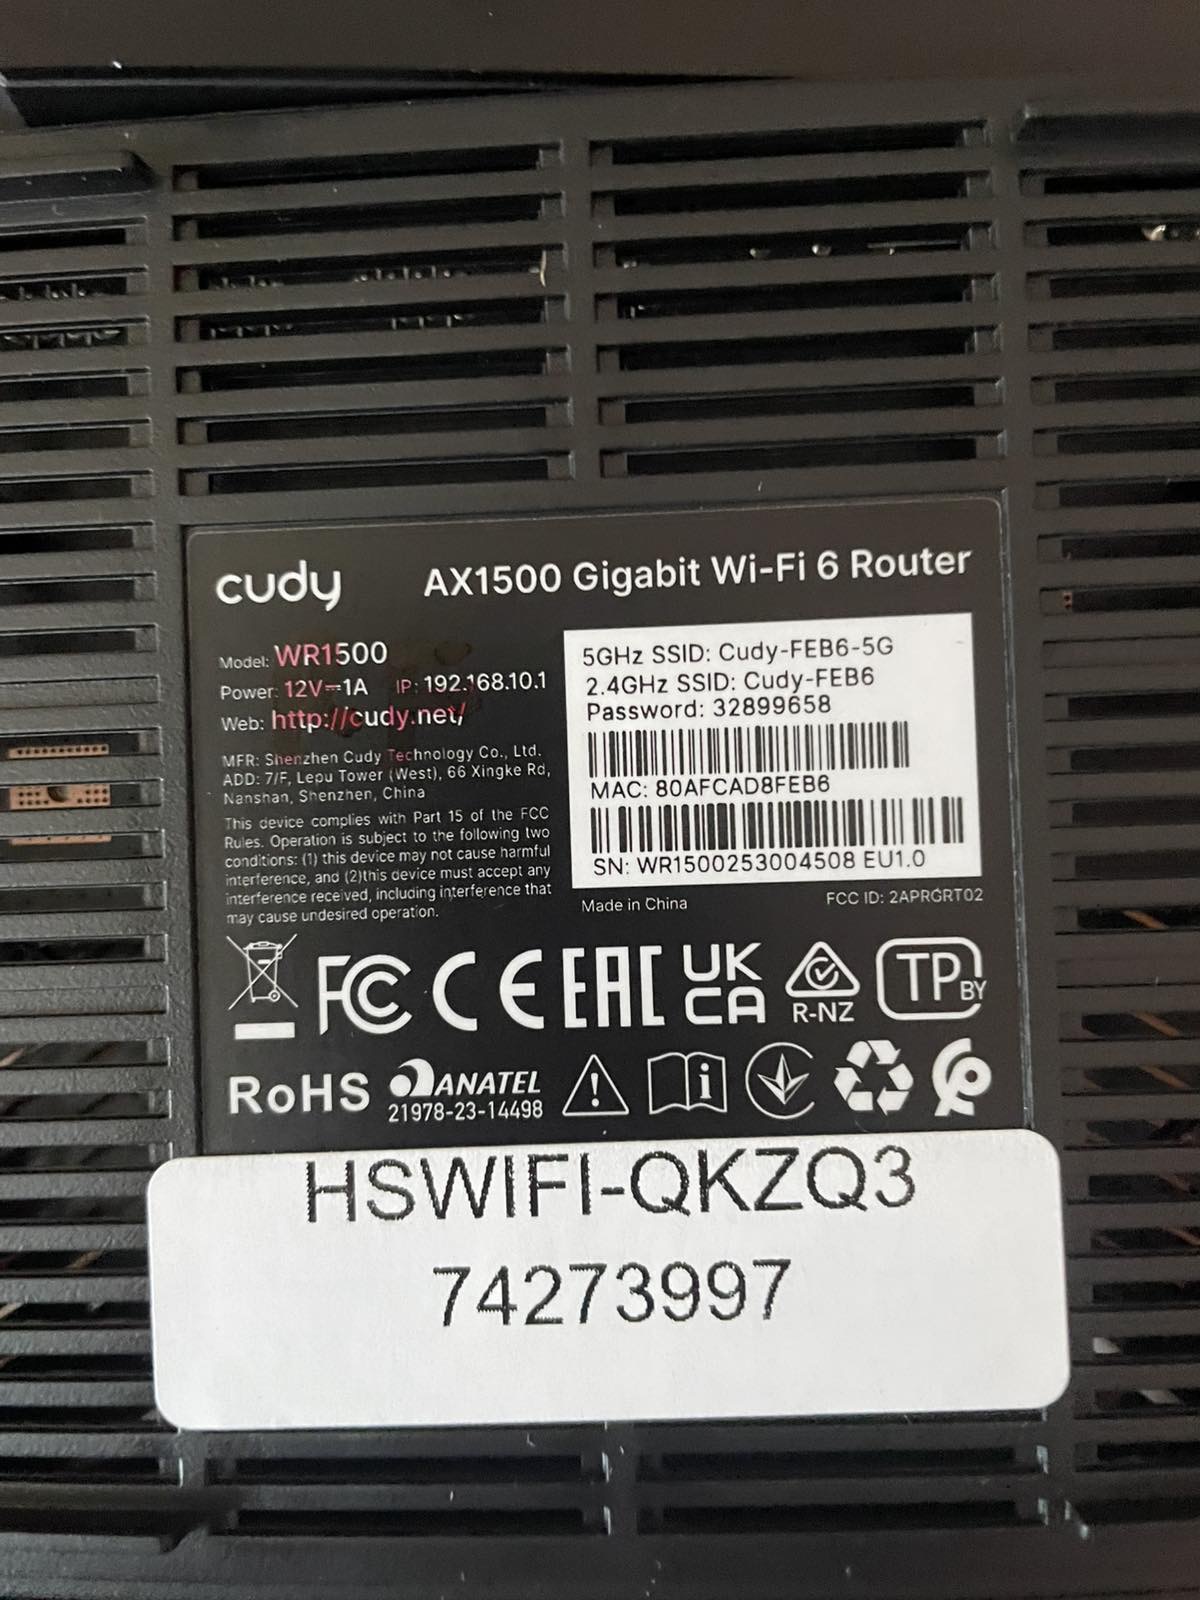 cudy AX1500 Gigabit Wi-Fi 6 Router
Model: WR1500
Power: 12V⎓1A IP: 192.168.10.1
Web: http://cudy.net/
MFR: Shenzhen Cudy Technology Co., Ltd.
ADD: 7/F, Lepu Tower (West), 66 Xingke Rd,
Nanshan, Shenzhen, China
This device complies with Part 15 of the FCC
Rules. Operation is subject to the following two
conditions: (1) this device may not cause harmful
interference, and (2)this device must accept any
interference received, including interference that
may cause undesired operation.
5GHz SSID: Cudy-FEB6-5G
2.4GHz SSID: Cudy-FEB6
Password: 32899658
MAC: 80AFCAD8FEB6
SN: WR1500253004508 EU1.0
Made in China FCC ID: 2APRGRT02
FC CE EAC UK
CA R-NZ TP BY
RoHS ANATEL
21978-23-14498
HSWIFI-QKZQ3
74273997